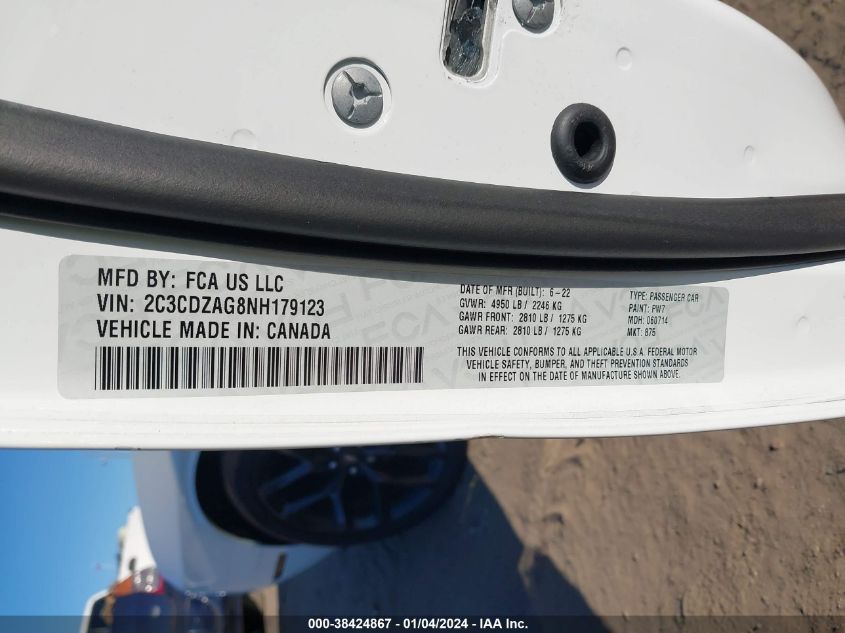 MFD BY: FCA US LLC
VIN: 2C3CDZAG8NH179123
VEHICLE MADE IN: CANADA
DATE OF MFR (BUILT): 6-22
GVWR: 4950 LB / 2246 KG
GAWR FRONT: 2810 LB / 1275 KG
GAWR REAR: 2810 LB / 1275 KG
TYPE: PASSENGER CAR
PAINT: PW7
MDH: 060714
MKT: 875
THIS VEHICLE CONFORMS TO ALL APPLICABLE U.S.A. FEDERAL MOTOR
VEHICLE SAFETY, BUMPER, AND THEFT PREVENTION STANDARDS
IN EFFECT ON THE DATE OF MANUFACTURE SHOWN ABOVE.
000-38424867 - 01/04/2024 - IAA Inc.